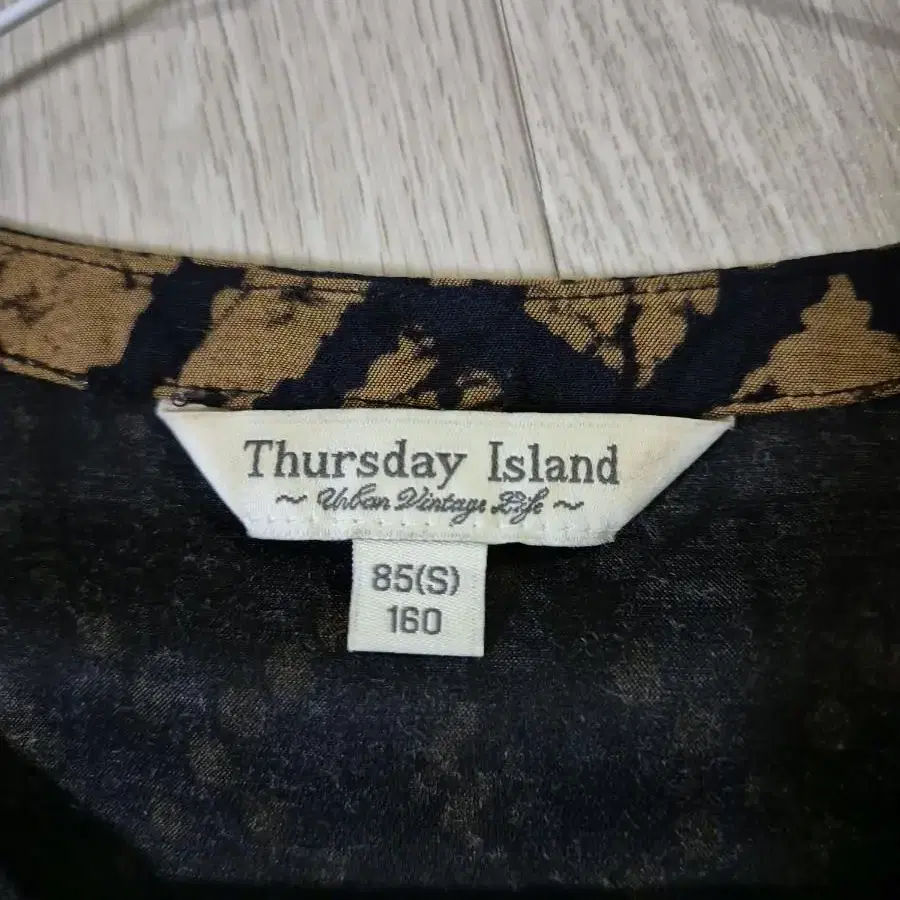 Thursday Island
~ Urban Vintage Life ~
85(S)
160